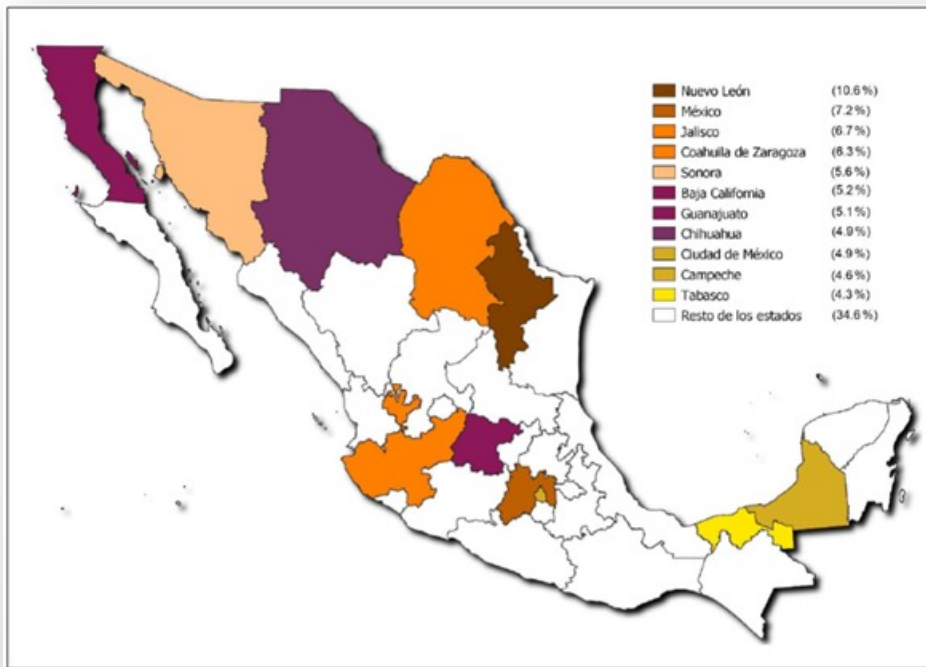 Nuevo León (10.6%)
México (7.2%)
Jalisco (6.7%)
Coahuila de Zaragoza (6.3%)
Sonora (5.6%)
Baja California (5.2%)
Guanajuato (5.1%)
Chihuahua (4.9%)
Ciudad de México (4.9%)
Campeche (4.6%)
Tabasco (4.3%)
Resto de los estados (34.6%)